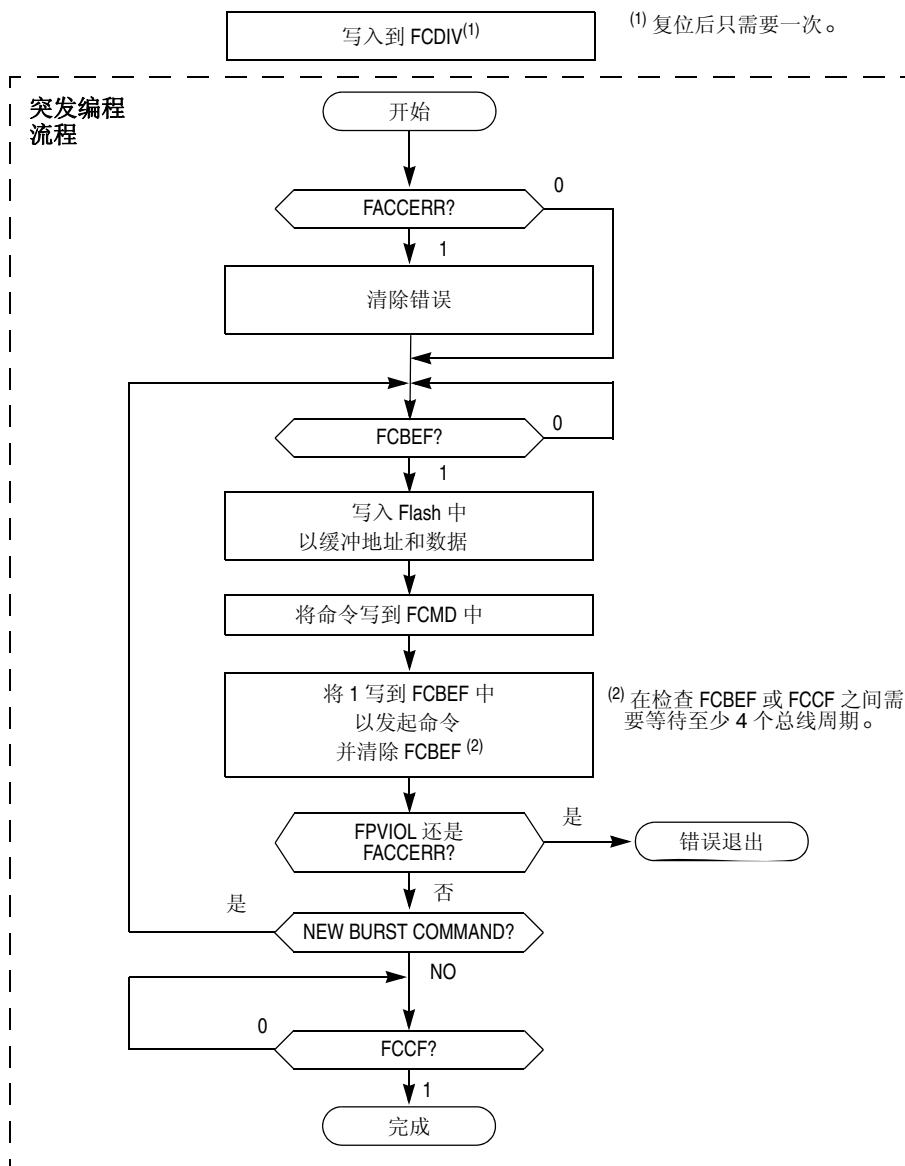 写入到 FCDIV(1)
(1) 复位后只需要一次。
突发编程
流程
开始
FACCERR?
0
1
清除错误
FCBEF?
0
1
写入 Flash 中
以缓冲地址和数据
将命令写到 FCMD 中
将 1 写到 FCBEF 中
以发起命令
并清除 FCBEF (2)
(2) 在检查 FCBEF 或 FCCF 之间需
要等待至少 4 个总线周期。
FPVIOL 还是
FACCERR?
是
错误退出
否
是
NEW BURST COMMAND?
NO
0
FCCF?
1
完成